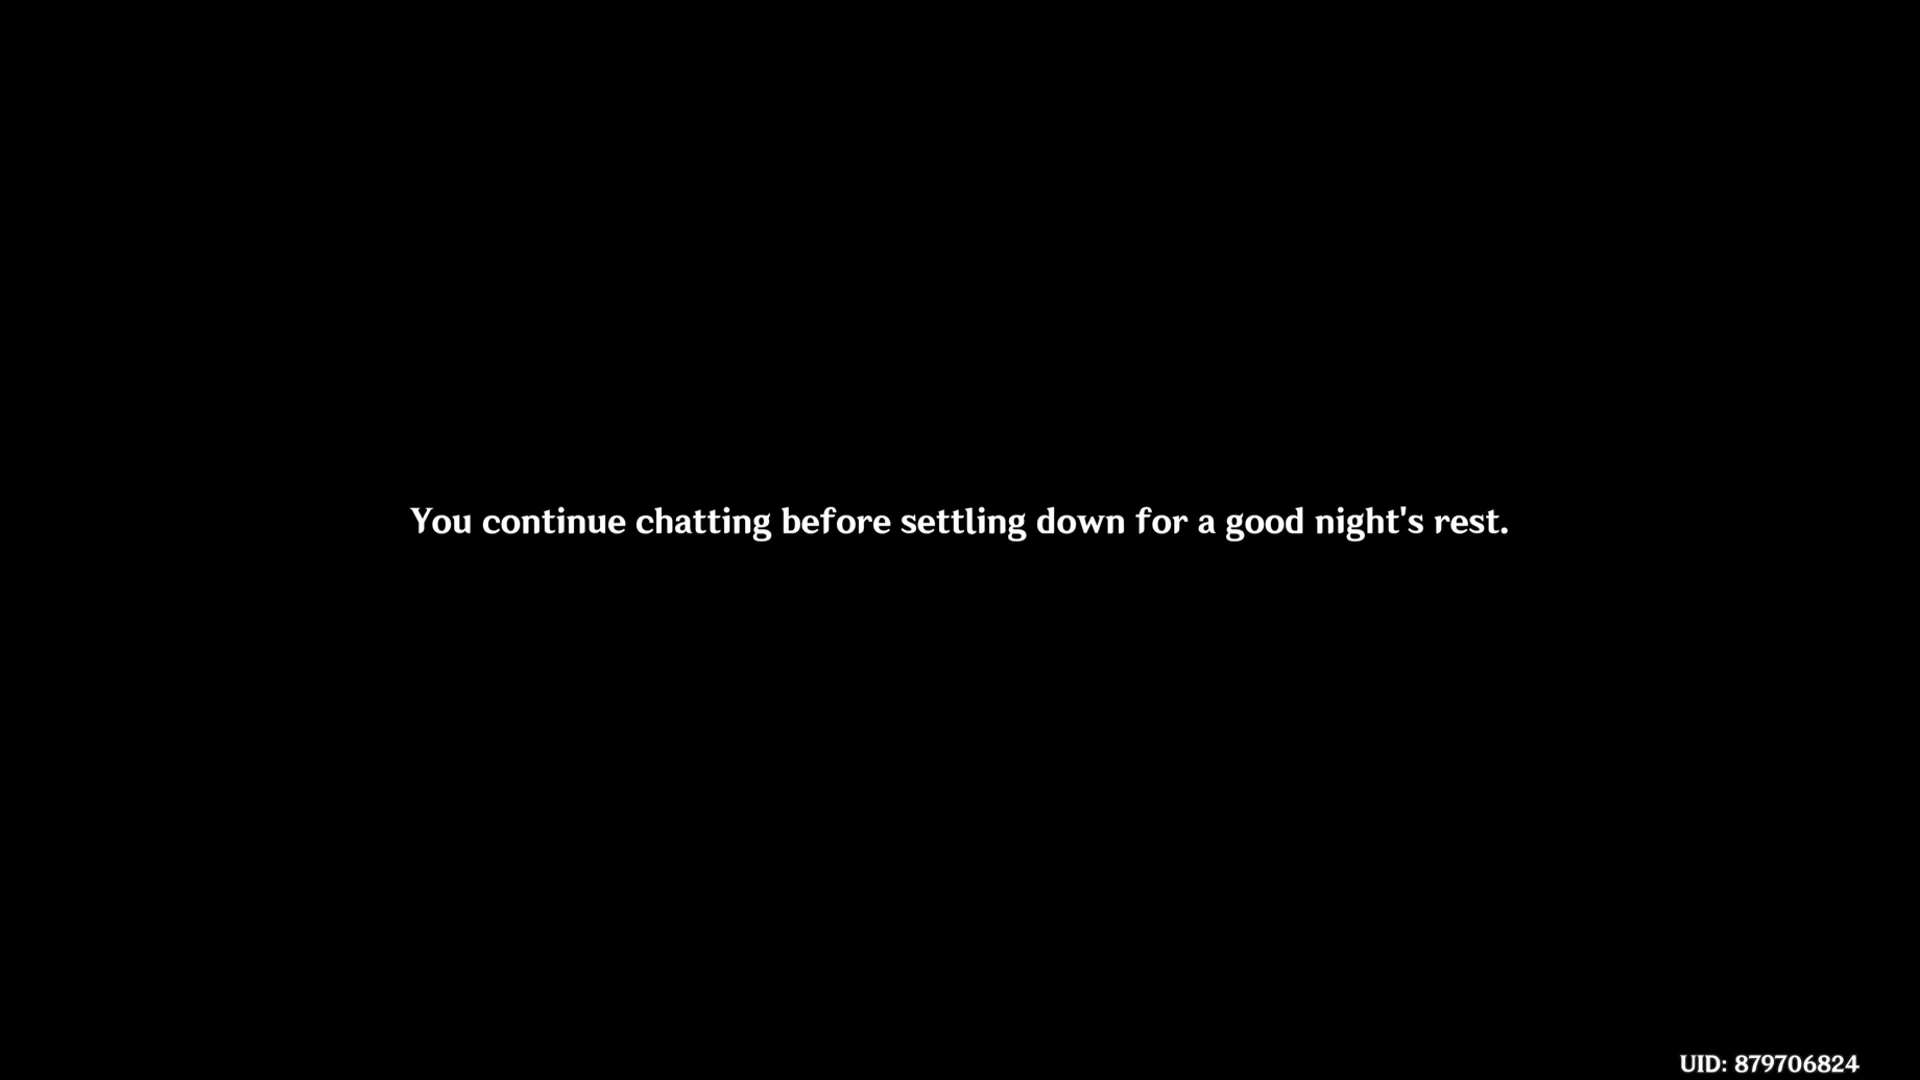 You continue chatting before settling down for a good night's rest.
UID: 879706824